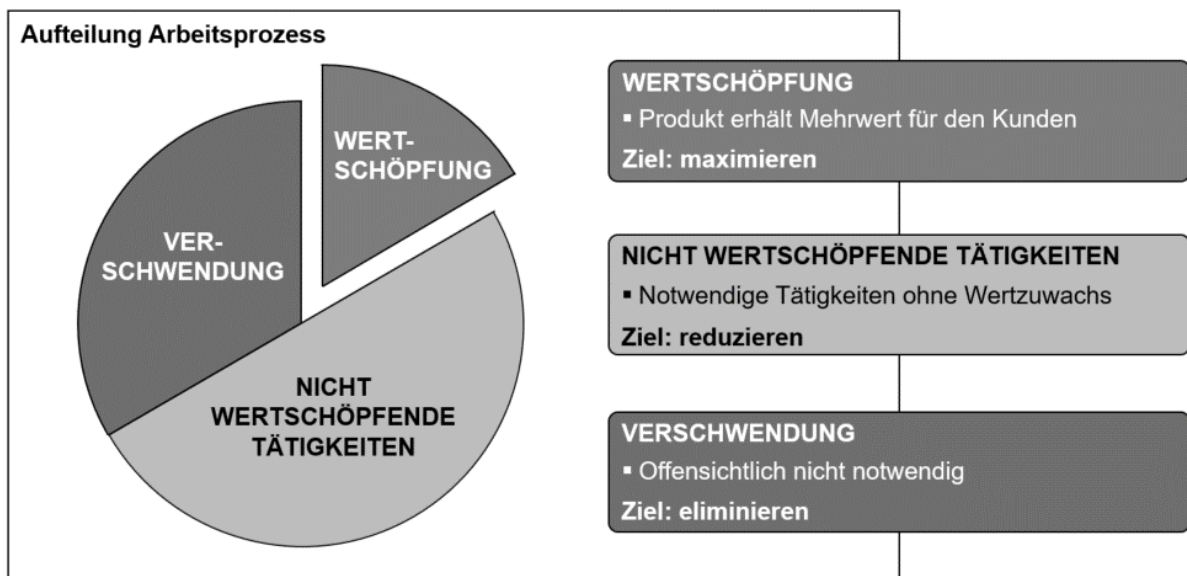 Aufteilung Arbeitsprozess
WERT-
SCHÖPFUNG
VER-
SCHWENDUNG
NICHT
WERTSCHÖPFENDE
TÄTIGKEITEN
WERTSCHÖPFUNG
▪ Produkt erhält Mehrwert für den Kunden
Ziel: maximieren
NICHT WERTSCHÖPFENDE TÄTIGKEITEN
▪ Notwendige Tätigkeiten ohne Wertzuwachs
Ziel: reduzieren
VERSCHWENDUNG
▪ Offensichtlich nicht notwendig
Ziel: eliminieren